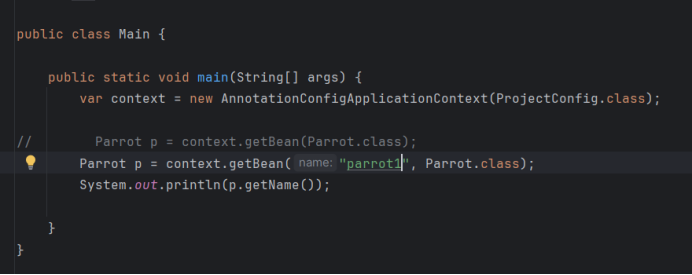 public class Main {
public static void main(String[] args) {
var context = new AnnotationConfigApplicationContext(ProjectConfig.class);
//        Parrot p = context.getBean(Parrot.class);
Parrot p = context.getBean( name: "parrot1", Parrot.class);
System.out.println(p.getName());
}
}